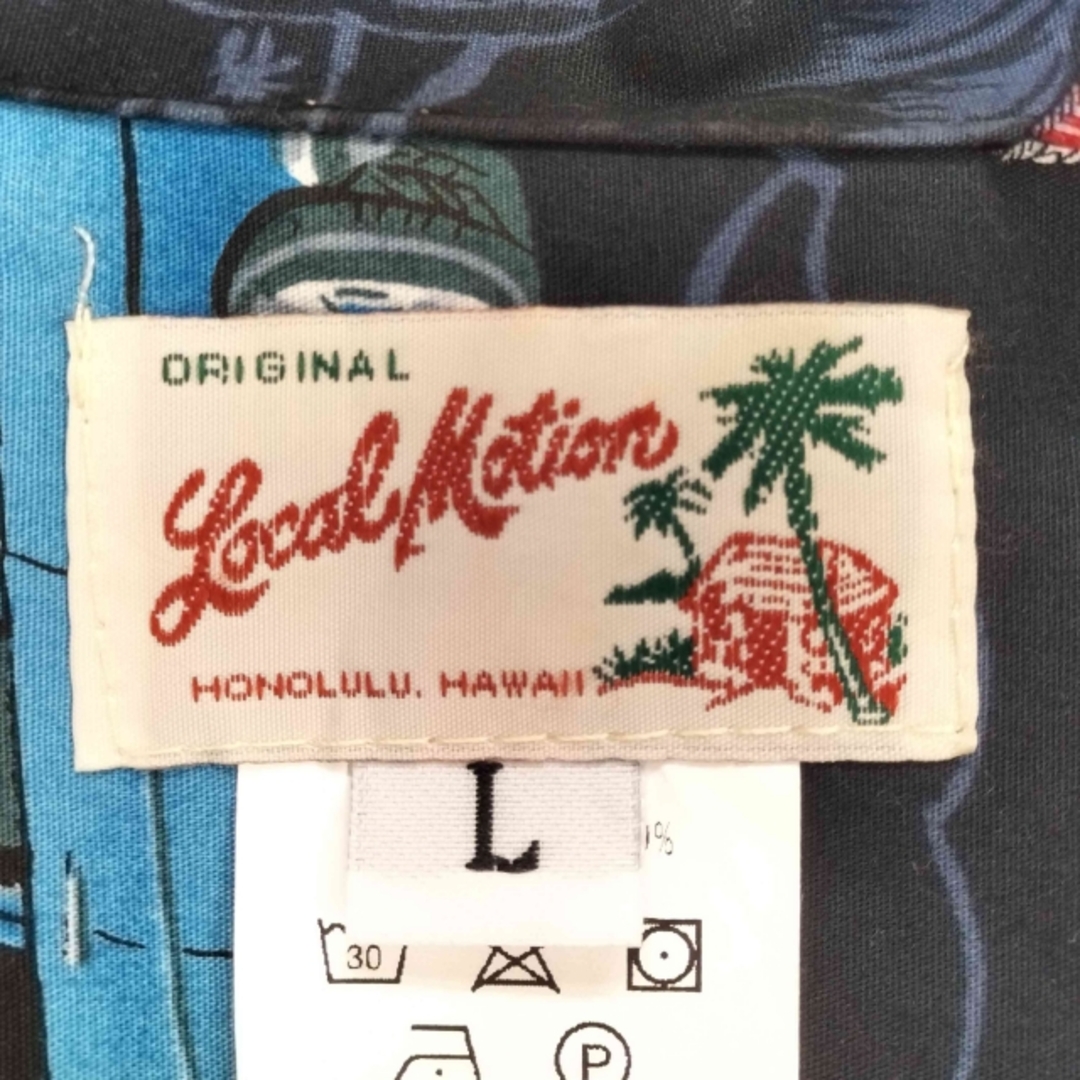 ORIGINAL
Local Motion
HONOLULU, HAWAII
L
%
30
P